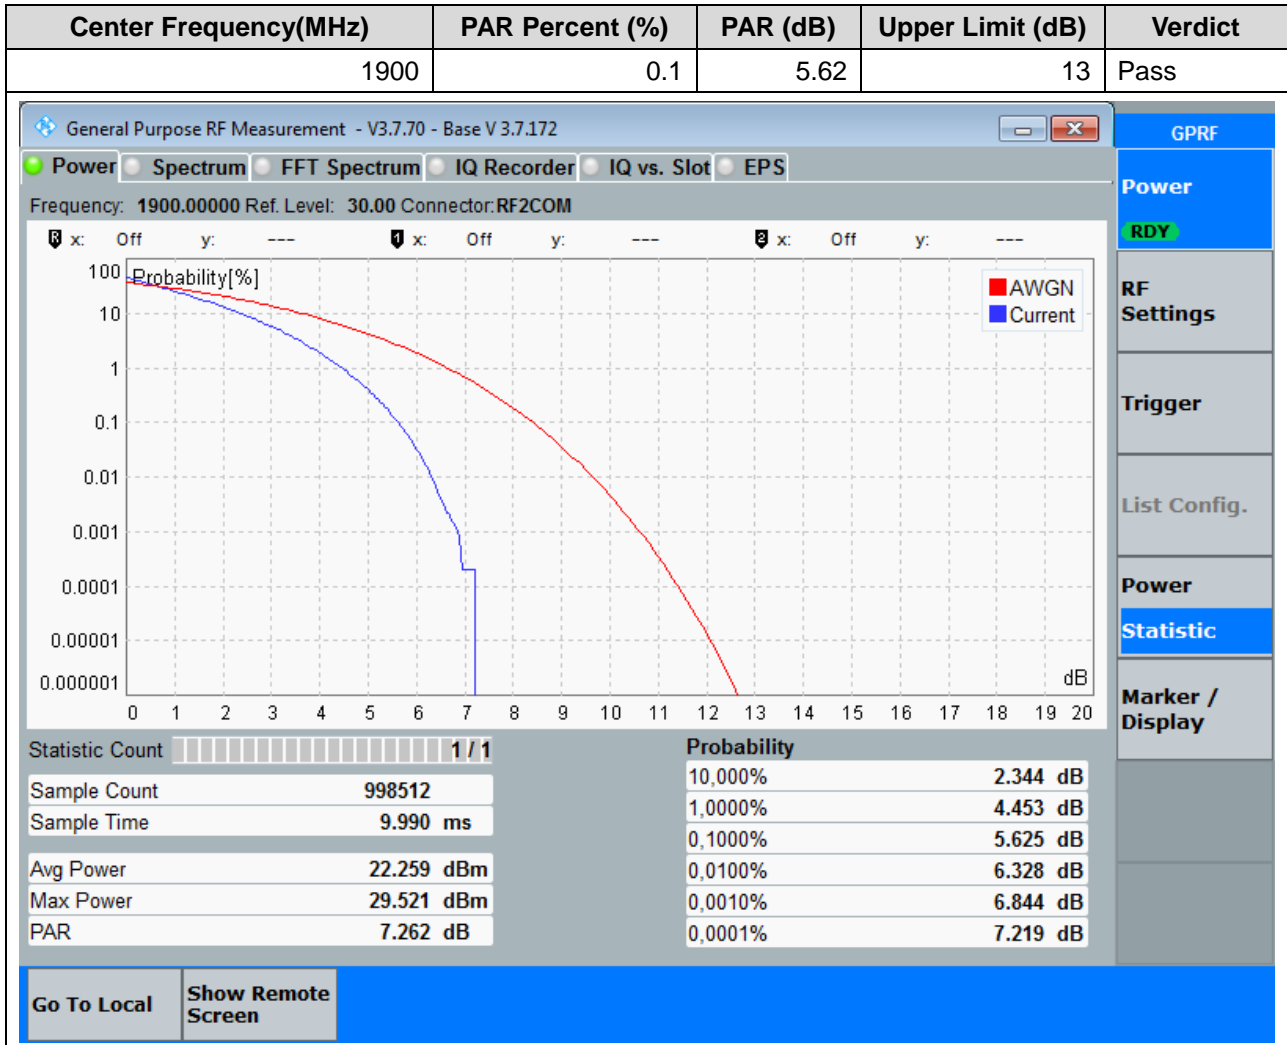 Center Frequency(MHz) PAR Percent (%) PAR (dB) Upper Limit (dB) Verdict
1900 0.1 5.62 13 Pass
General Purpose RF Measurement - V3.7.70 - Base V 3.7.172
GPRF
Power Spectrum FFT Spectrum IQ Recorder IQ vs. Slot EPS
Frequency: 1900.00000 Ref. Level: 30.00 Connector:RF2COM
R x: Off y: --- 1 x: Off y: --- 2 x: Off y: ---
Probability[%]
AWGN
Current
100
10
1
0.1
0.01
0.001
0.0001
0.00001
0.000001
dB
0 1 2 3 4 5 6 7 8 9 10 11 12 13 14 15 16 17 18 19 20
Statistic Count 1 / 1
Sample Count 998512
Sample Time 9.990 ms
Avg Power 22.259 dBm
Max Power 29.521 dBm
PAR 7.262 dB
Probability
10,000% 2.344 dB
1,0000% 4.453 dB
0,1000% 5.625 dB
0,0100% 6.328 dB
0,0010% 6.844 dB
0,0001% 7.219 dB
Power
RDY
RF
Settings
Trigger
List Config.
Power
Statistic
Marker /
Display
Go To Local
Show Remote
Screen